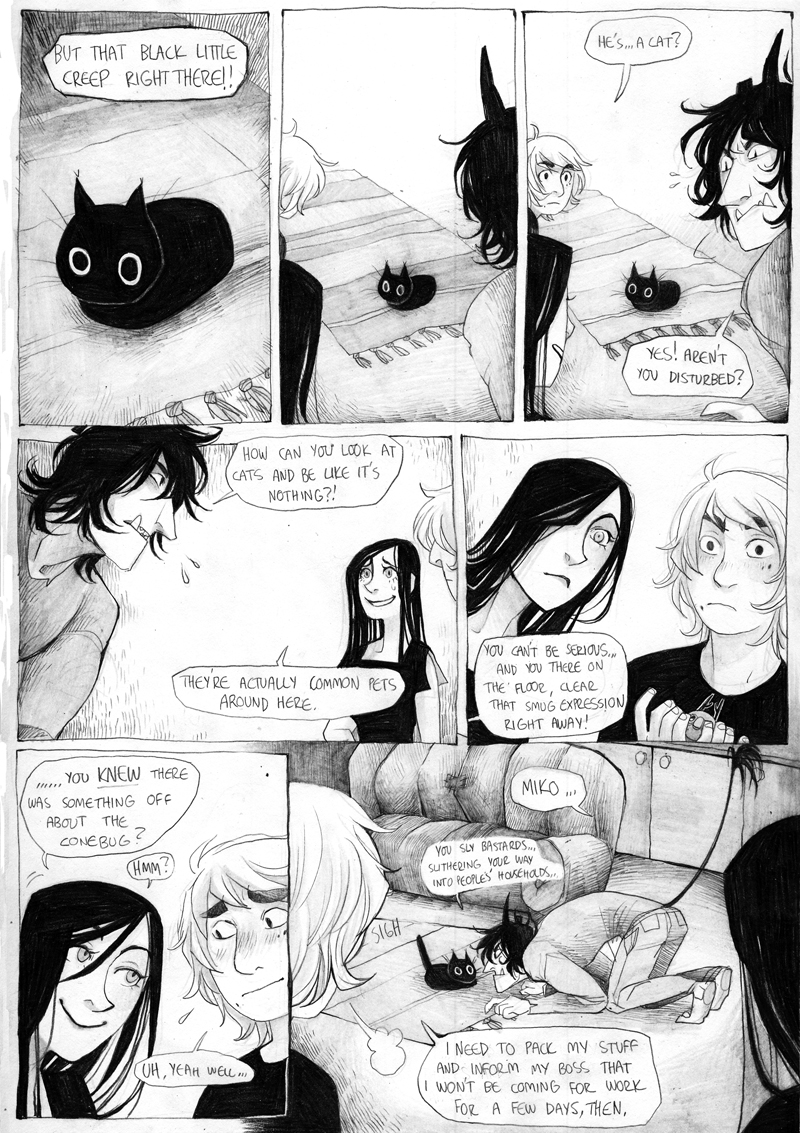 BUT THAT BLACK LITTLE
CREEP RIGHT THERE!!
HE'S... A CAT?
YES! AREN'T
YOU DISTURBED?
HOW CAN YOU LOOK AT
CATS AND BE LIKE IT'S
NOTHING?!
THEY'RE ACTUALLY COMMON PETS
AROUND HERE.
YOU CAN'T BE SERIOUS...
AND YOU THERE ON
THE FLOOR, CLEAR
THAT SMUG EXPRESSION
RIGHT AWAY!
......YOU KNEW THERE
WAS SOMETHING OFF
ABOUT THE
CONEBUG?
HMM?
UH, YEAH WELL...
MIKO...
YOU SLY BASTARDS...
SLITHERING YOUR WAY
INTO PEOPLES' HOUSEHOLDS...
SIGH
I NEED TO PACK MY STUFF
AND INFORM MY BOSS THAT
I WON'T BE COMING FOR WORK
FOR A FEW DAYS, THEN.